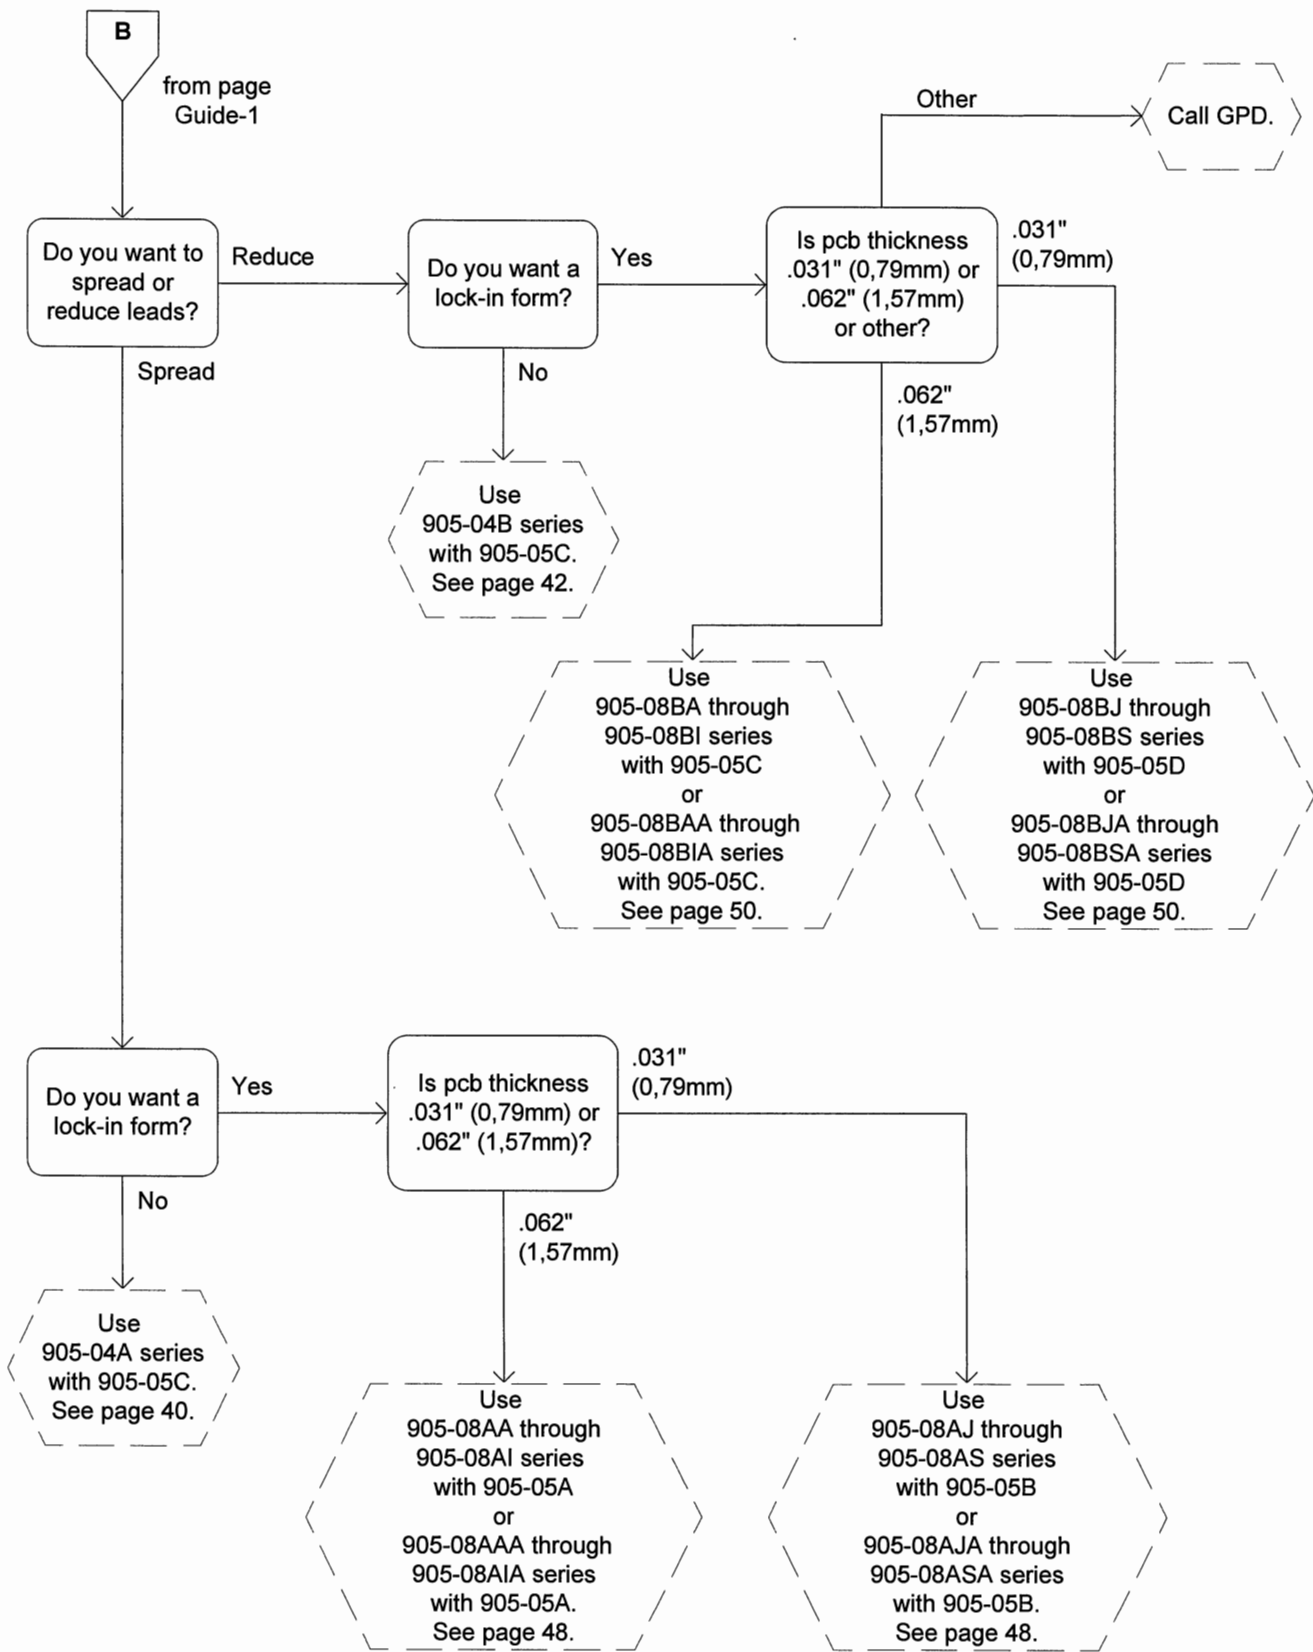 B
from page
Guide-1
Other
Call GPD.
Do you want to
spread or
reduce leads?
Reduce
Do you want a
lock-in form?
Yes
Is pcb thickness
.031" (0,79mm) or
.062" (1,57mm)
or other?
.031"
(0,79mm)
Spread
No
.062"
(1,57mm)
Use
905-04B series
with 905-05C.
See page 42.
Use
905-08BA through
905-08BI series
with 905-05C
or
905-08BAA through
905-08BIA series
with 905-05C.
See page 50.
Use
905-08BJ through
905-08BS series
with 905-05D
or
905-08BJA through
905-08BSA series
with 905-05D
See page 50.
Do you want a
lock-in form?
Yes
Is pcb thickness
.031" (0,79mm) or
.062" (1,57mm)?
.031"
(0,79mm)
No
.062"
(1,57mm)
Use
905-04A series
with 905-05C.
See page 40.
Use
905-08AA through
905-08AI series
with 905-05A
or
905-08AAA through
905-08AIA series
with 905-05A.
See page 48.
Use
905-08AJ through
905-08AS series
with 905-05B
or
905-08AJA through
905-08ASA series
with 905-05B.
See page 48.